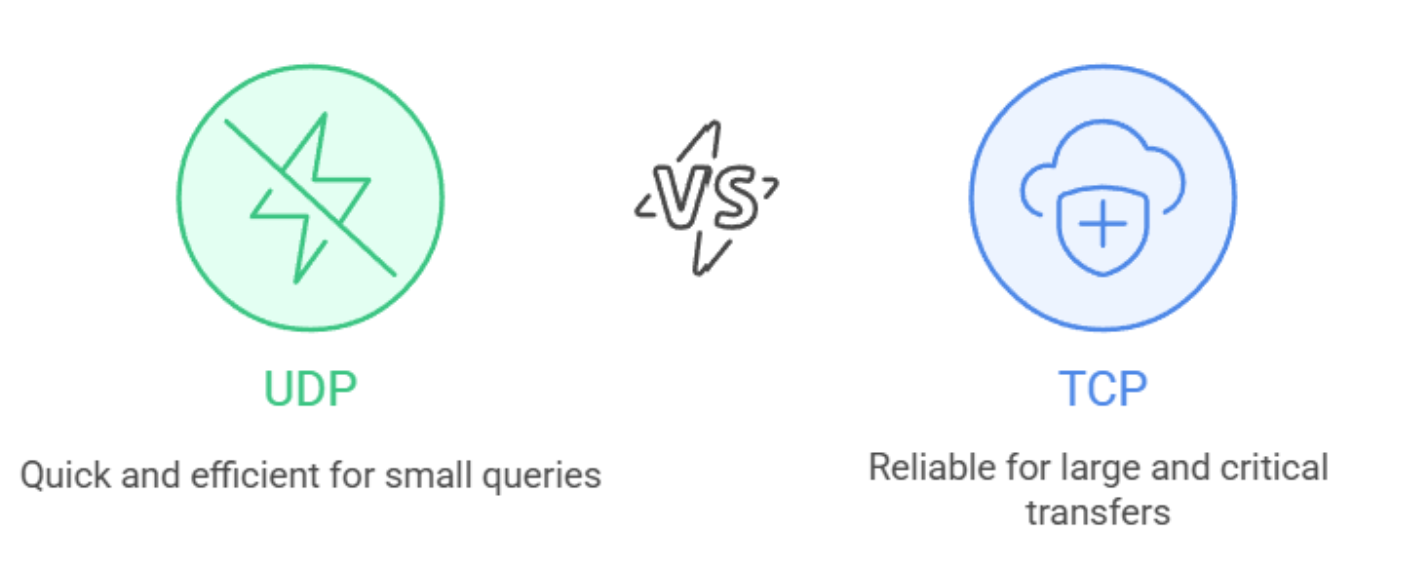 VS
UDP
TCP
Quick and efficient for small queries
Reliable for large and critical
transfers